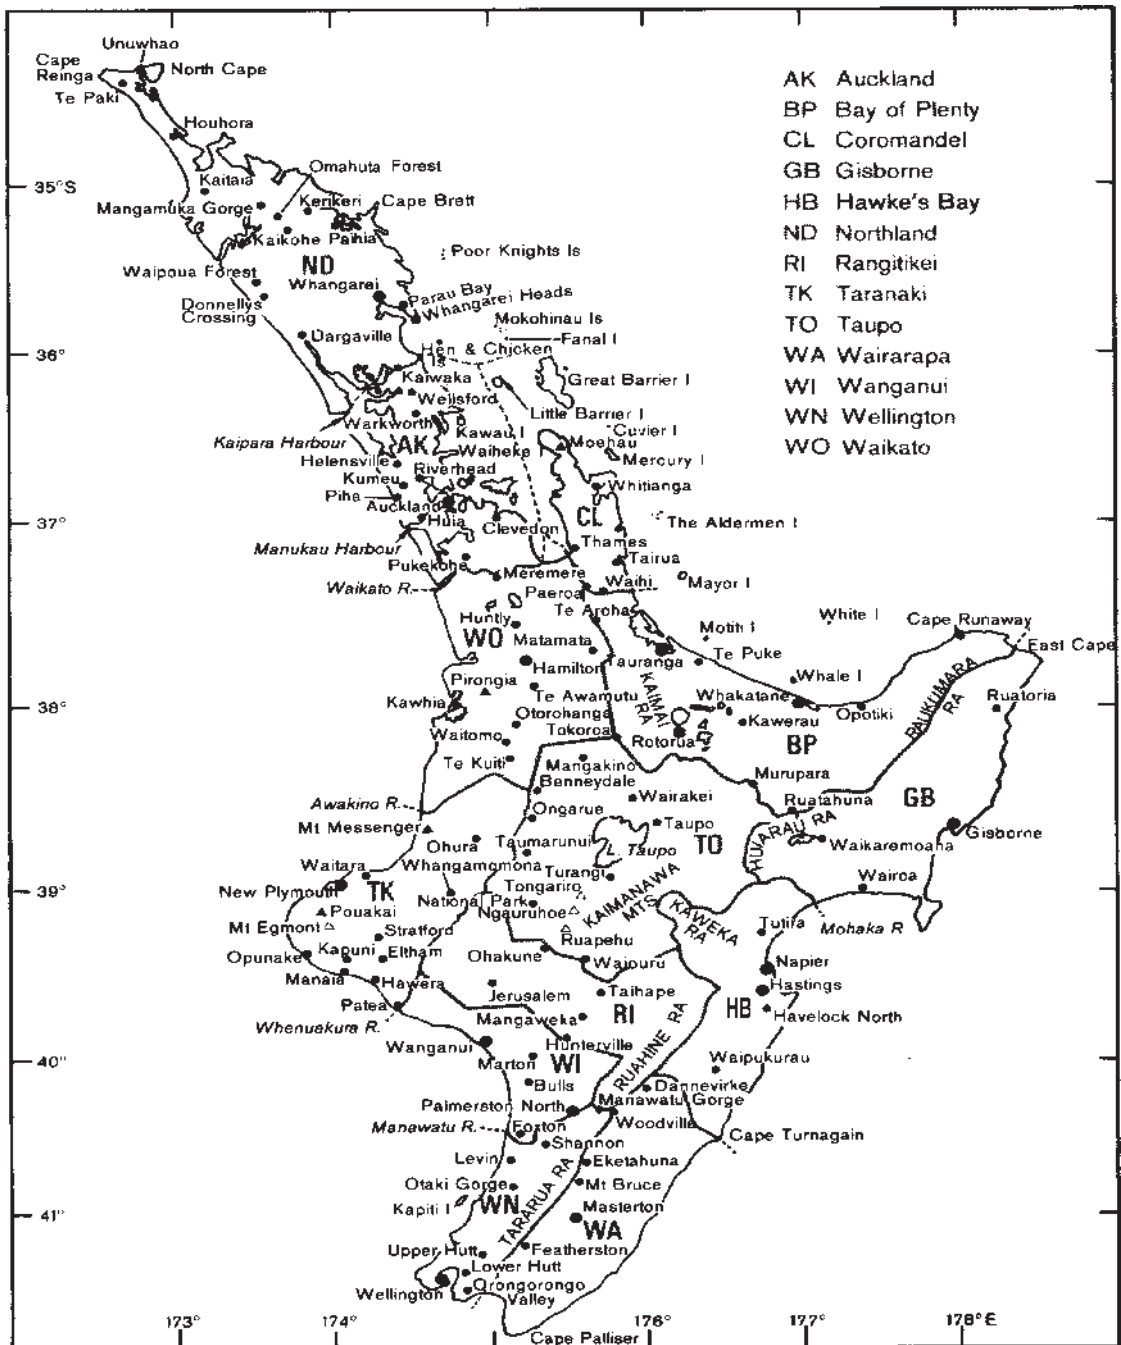 Unuwhao
Cape Reinga
North Cape
Te Paki
Houhora
Omahuta Forest
35°S
Kaitaia
Mangamuka Gorge
Kerikeri
Cape Brett
Kaikohe
Paihia
Poor Knights Is
ND
Waipoua Forest
Whangarei
Parau Bay
Whangarei Heads
Donnellys Crossing
Mokohinau Is
Dargaville
Fanal I
36°
Hen & Chicken Is
Kaiwaka
Great Barrier I
Wellsford
Little Barrier I
Warkworth
Kawau I
Cuvier I
Kaipara Harbour
AK
Waiheke I
Moehau
Helensville
Mercury I
Riverhead
Kumeu
Whitianga
Piha
Auckland
CL
Huia
Clevedon
The Aldermen I
37°
Manukau Harbour
Thames
Pukekohe
Tairua
Meremere
Waikato R.
Paeroa
Waihi
Mayor I
Te Aroha
Huntly
WO
White I
Cape Runaway
Motiti I
Matamata
East Cape
Te Puke
Hamilton
Tauranga
Whale I
Pirongia
KAIMAI RA
Te Awamutu
Whakatane
RAUKUMARA RA
Ruatoria
Kawhia
38°
Otorohanga
Opotiki
Kawerau
Waitomo
Tokoroa
Rotorua
BP
Te Kuiti
Mangakino
Murupara
Benneydale
Awakino R.
Wairakei
Ruatahuna
GB
Ongarue
Mt Messenger
Taupo
HUIARAU RA
Gisborne
Ohura
Taumarunui
TO
Waikaremoana
L. Taupo
Waitara
Whangamomona
Turangi
New Plymouth
TK
Tongariro
Wairoa
39°
National Park
KAIMANAWA MTS
Pouakai
Ngauruhoe
KAWEKA RA
Mt Egmont
Tutira
Mohaka R
Stratford
Ruapehu
Opunake
Kapuni
Eltham
Ohakune
Waiouru
Napier
Manaia
Hawera
Hastings
Jerusalem
Taihape
HB
Patea
RI
Havelock North
Whenuakura R.
Mangaweka
RUAHINE RA
Wanganui
Hunterville
40°
Marton
WI
Waipukurau
Bulls
Dannevirke
Manawatu Gorge
Palmerston North
Woodville
Manawatu R.
Foxton
Cape Turnagain
Shannon
Levin
Eketahuna
TARARUA RA
Otaki Gorge
Mt Bruce
Kapiti I
WN
Masterton
41°
WA
Upper Hutt
Featherston
Lower Hutt
Wellington
Orongorongo Valley
Cape Palliser
173°
174°
176°
177°
178°E
AK Auckland
BP Bay of Plenty
CL Coromandel
GB Gisborne
HB Hawke's Bay
ND Northland
RI Rangitikei
TK Taranaki
TO Taupo
WA Wairarapa
WI Wanganui
WN Wellington
WO Waikato